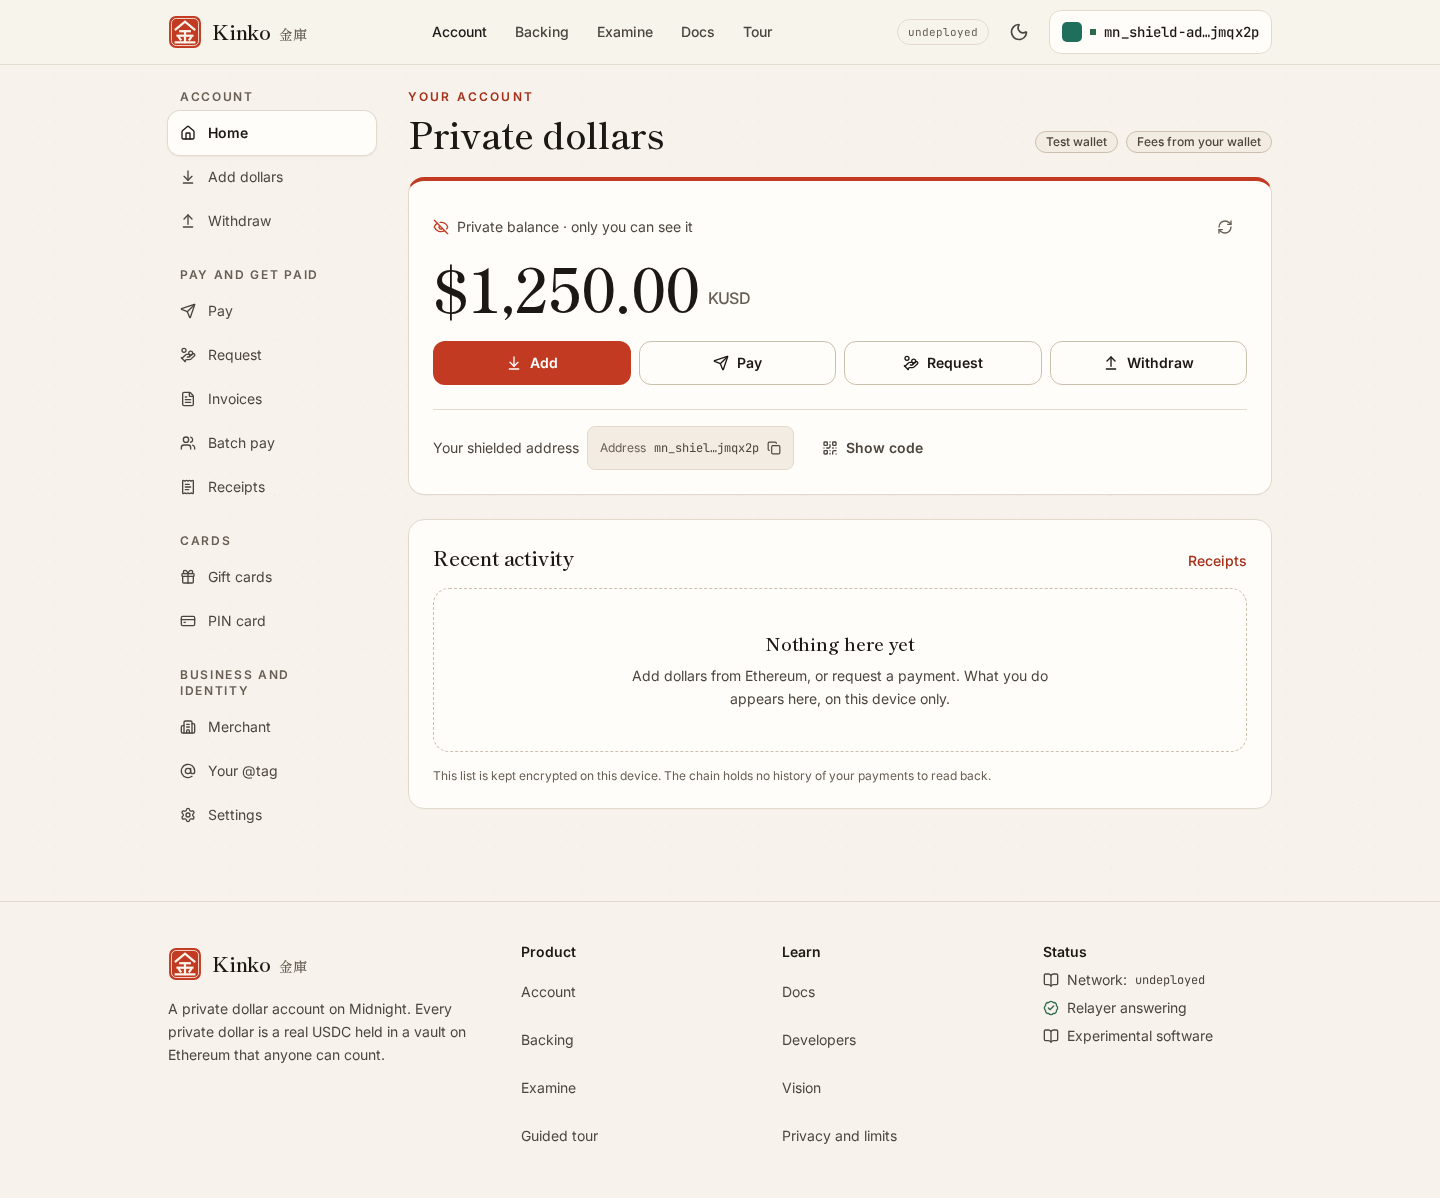 金 Kinko 金庫
Account Backing Examine Docs Tour
undeployed
mn_shield-ad…jmqx2p
ACCOUNT
Home
Add dollars
Withdraw
PAY AND GET PAID
Pay
Request
Invoices
Batch pay
Receipts
CARDS
Gift cards
PIN card
BUSINESS AND
IDENTITY
Merchant
Your @tag
Settings
YOUR ACCOUNT
Private dollars
Test wallet Fees from your wallet
Private balance · only you can see it
$1,250.00 KUSD
Add Pay Request Withdraw
Your shielded address Address mn_shiel…jmqx2p Show code
Recent activity Receipts
Nothing here yet
Add dollars from Ethereum, or request a payment. What you do
appears here, on this device only.
This list is kept encrypted on this device. The chain holds no history of your payments to read back.
金 Kinko 金庫
A private dollar account on Midnight. Every
private dollar is a real USDC held in a vault on
Ethereum that anyone can count.
Product
Account
Backing
Examine
Guided tour
Learn
Docs
Developers
Vision
Privacy and limits
Status
Network: undeployed
Relayer answering
Experimental software